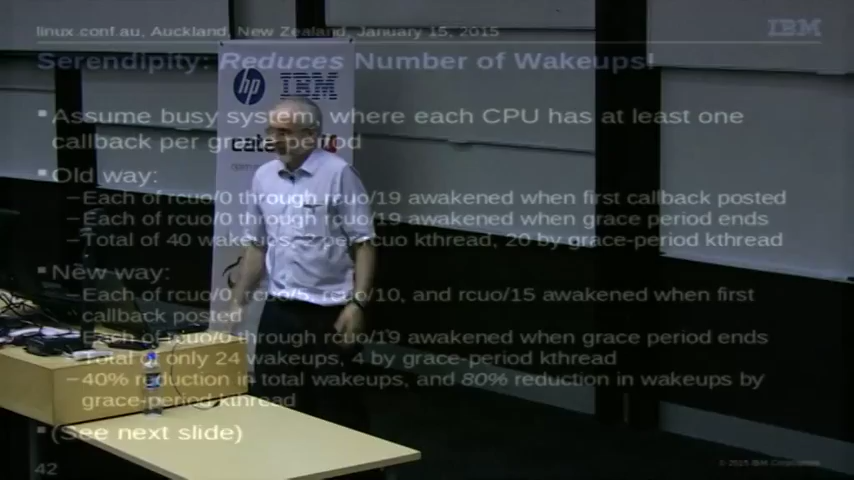 linux.conf.au, Auckland, New Zealand, January 15, 2015
IBM
Serendipity: Reduces Number of Wakeups!
hp IBM
▪ Assume busy system, where each CPU has at least one
callback per grace period
▪ Old way:
–Each of rcuo/0 through rcuo/19 awakened when first callback posted
–Each of rcuo/0 through rcuo/19 awakened when grace period ends
–Total of 40 wakeups, per rcuo kthread, 20 by grace-period kthread
▪ New way:
–Each of rcuo/0, rcuo/5, rcuo/10, and rcuo/15 awakened when first
callback posted
–Each of rcuo/0 through rcuo/19 awakened when grace period ends
–Total of only 24 wakeups, 4 by grace-period kthread
–40% reduction in total wakeups, and 80% reduction in wakeups by
grace-period kthread
▪ (See next slide)
42
© 2015 IBM Corporation